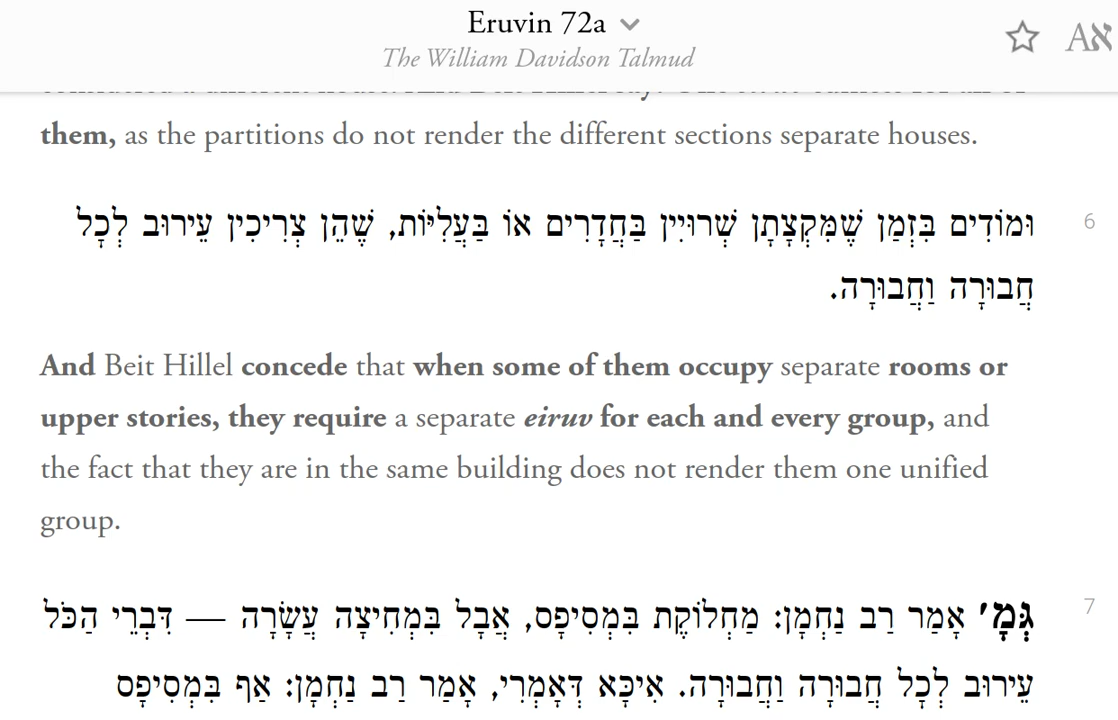 Eruvin 72a
The William Davidson Talmud
Aא
them, as the partitions do not render the different sections separate houses.
וּמוֹדִים בִּזְמַן שֶׁמִּקְצָתָן שְׁרוּיִין בַּחֲדָרִים אוֹ בַּעֲלִיּוֹת, שֶׁהֵן צְרִיכִין עֵירוּב לְכׇל
6
חֲבוּרָה וַחֲבוּרָה.
And Beit Hillel concede that when some of them occupy separate rooms or
upper stories, they require a separate eiruv for each and every group, and
the fact that they are in the same building does not render them one unified
group.
גְּמָ׳ אָמַר רַב נַחְמָן: מַחְלוֹקֶת בִּמְסִיפָס, אֲבָל בִּמְחִיצָה עֲשָׂרָה — דִּבְרֵי הַכֹּל
7
עֵירוּב לְכׇל חֲבוּרָה וַחֲבוּרָה. אִיכָּא דְּאָמְרִי, אָמַר רַב נַחְמָן: אַף בִּמְסִיפָס